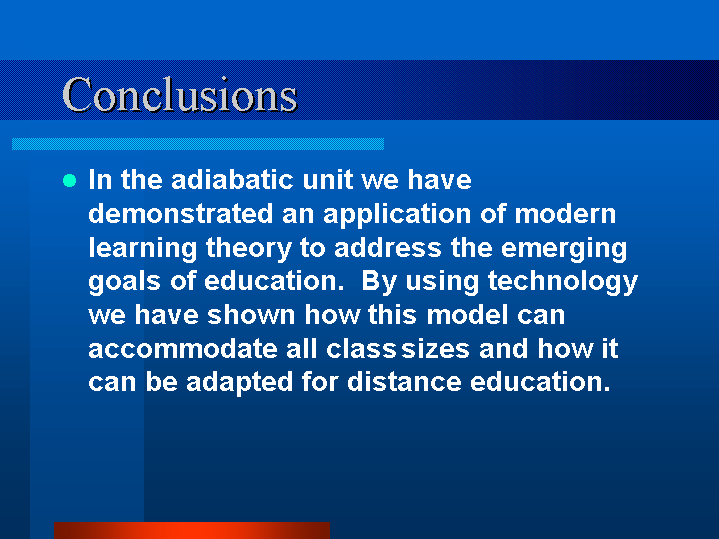 Conclusions
In the adiabatic unit we have
demonstrated an application of modern
learning theory to address the emerging
goals of education.  By using technology
we have shown how this model can
accommodate all class sizes and how it
can be adapted for distance education.